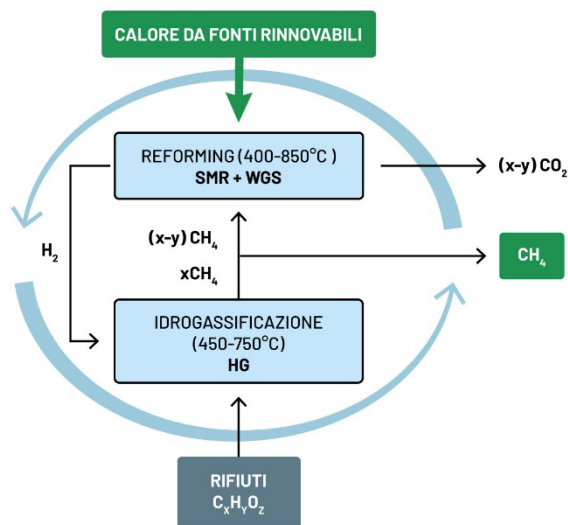 CALORE DA FONTI RINNOVABILI
REFORMING (400-850°C )
SMR + WGS
(x-y) CO₂
H₂
(x-y) CH₄
xCH₄
CH₄
IDROGASSIFICAZIONE
(450-750°C)
HG
RIFIUTI
CₓHᵧO_Z